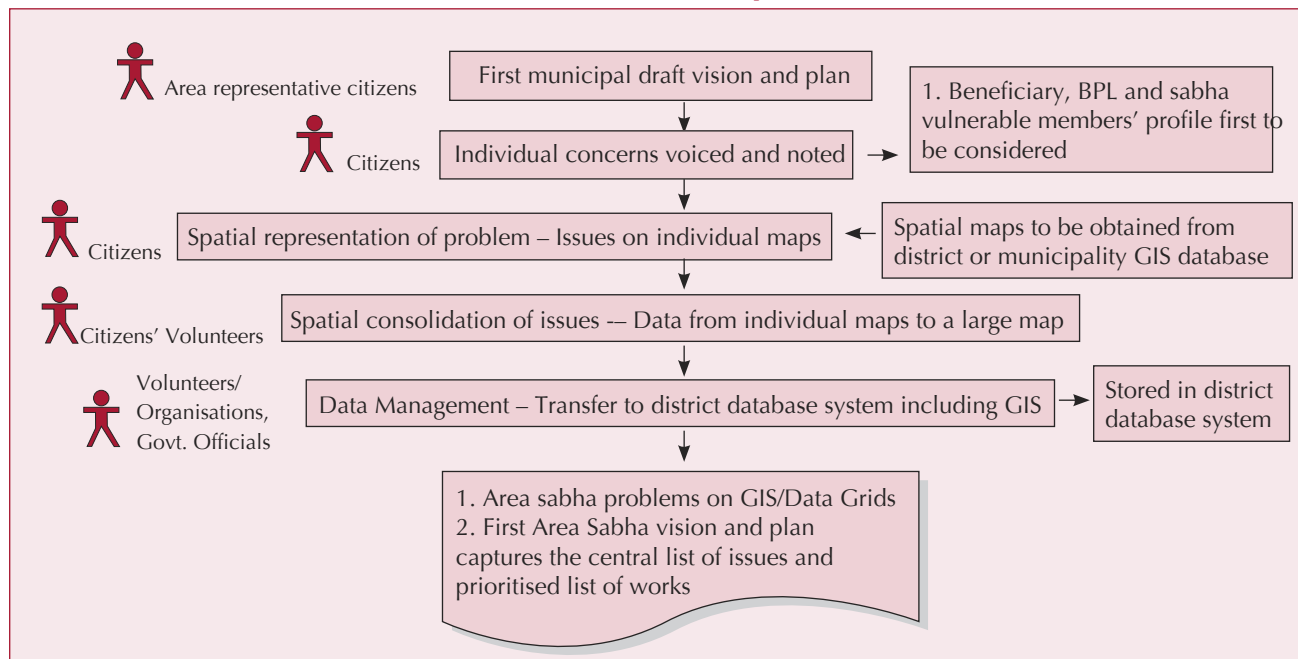 Area representative citizens
First municipal draft vision and plan
1. Beneficiary, BPL and sabha
vulnerable members' profile first to
be considered
Citizens
Individual concerns voiced and noted
Citizens
Spatial representation of problem – Issues on individual maps
Spatial maps to be obtained from
district or municipality GIS database
Citizens' Volunteers
Spatial consolidation of issues -– Data from individual maps to a large map
Volunteers/
Organisations,
Govt. Officials
Data Management – Transfer to district database system including GIS
Stored in district
database system
1. Area sabha problems on GIS/Data Grids
2. First Area Sabha vision and plan
captures the central list of issues and
prioritised list of works